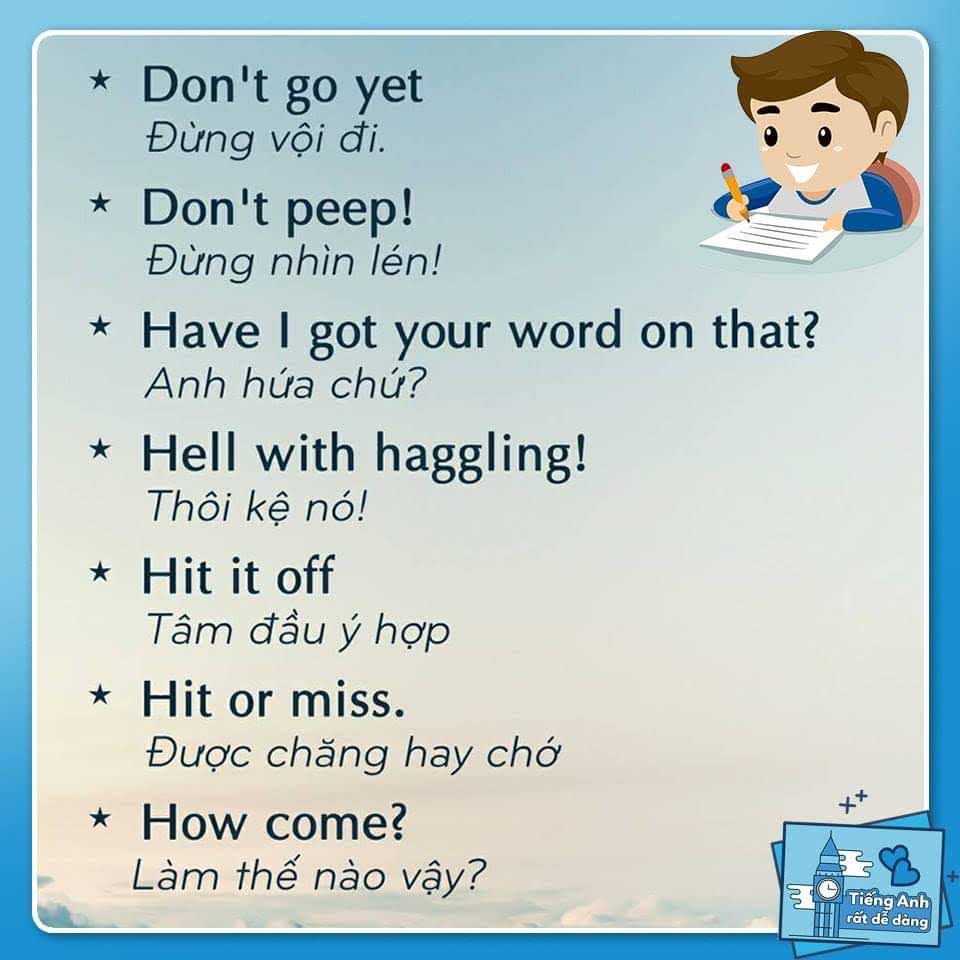 ★ Don't go yet
Đừng vội đi.
★ Don't peep!
Đừng nhìn lén!
★ Have I got your word on that?
Anh hứa chứ?
★ Hell with haggling!
Thôi kệ nó!
★ Hit it off
Tâm đầu ý hợp
★ Hit or miss.
Được chăng hay chớ
★ How come?
Làm thế nào vậy?
Tiếng Anh
rất dễ dàng